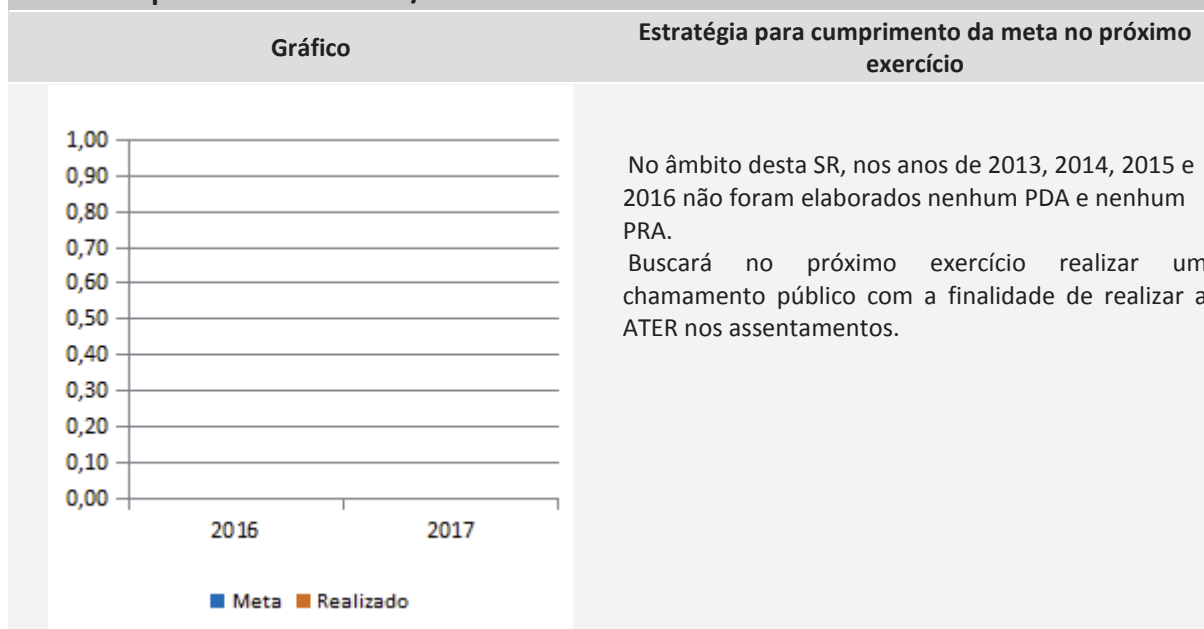 Gráfico
Estratégia para cumprimento da meta no próximo
exercício
1,00
0,90
0,80
0,70
0,60
0,50
0,40
0,30
0,20
0,10
0,00
2016 2017
Meta Realizado
No âmbito desta SR, nos anos de 2013, 2014, 2015 e
2016 não foram elaborados nenhum PDA e nenhum
PRA.
Buscará no próximo exercício realizar um
chamamento público com a finalidade de realizar a
ATER nos assentamentos.